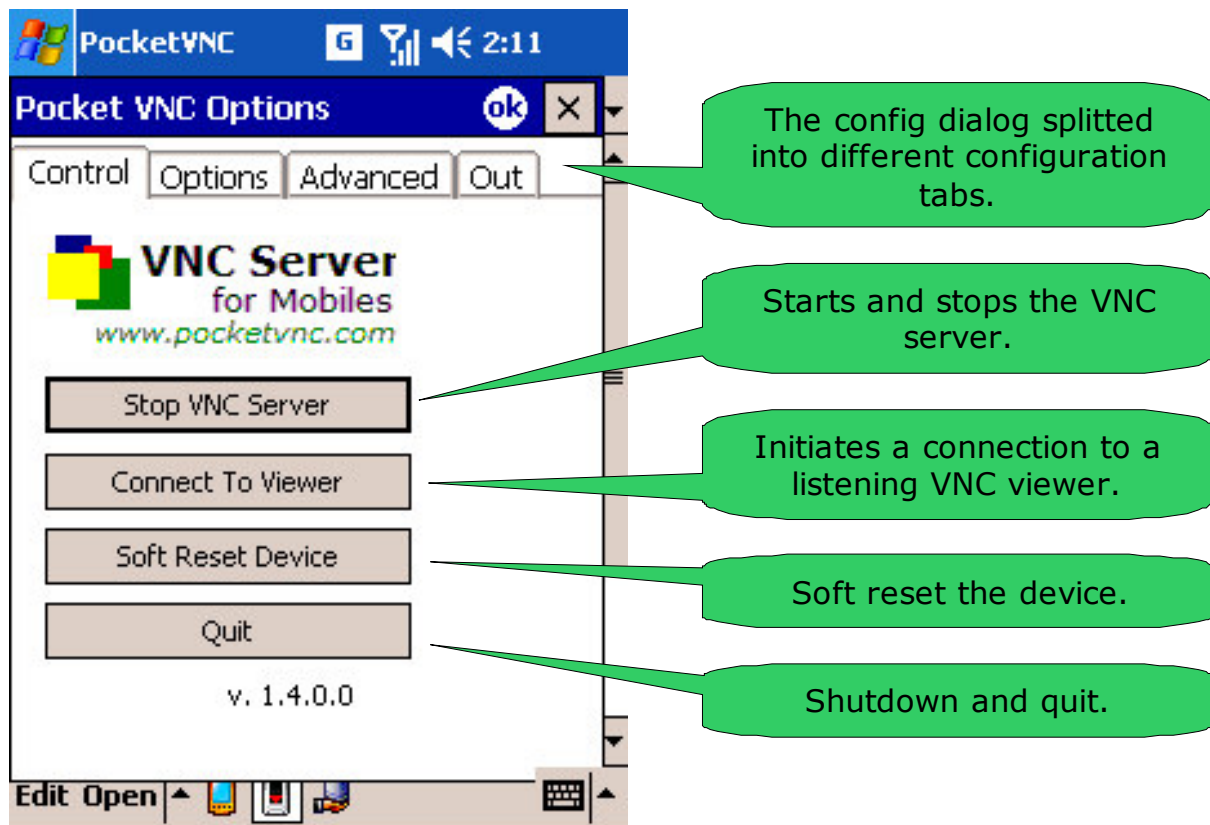 PocketVNC G 2:11
Pocket VNC Options ok
Control Options Advanced Out
VNC Server
for Mobiles
www.pocketvnc.com
Stop VNC Server
Connect To Viewer
Soft Reset Device
Quit
v. 1.4.0.0
Edit Open
The config dialog splitted
into different configuration
tabs.
Starts and stops the VNC
server.
Initiates a connection to a
listening VNC viewer.
Soft reset the device.
Shutdown and quit.